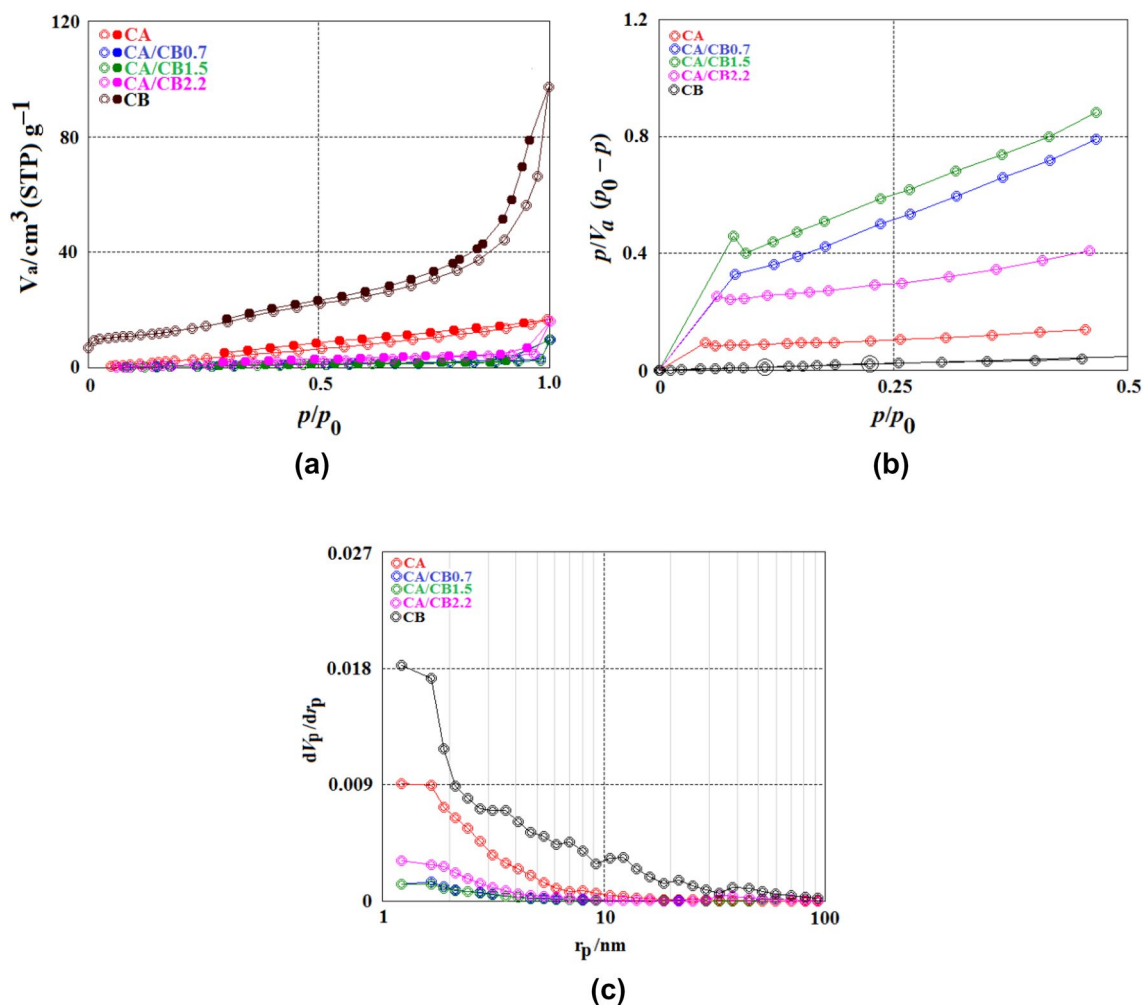 120
CA
CA/CB0.7
CA/CB1.5
CA/CB2.2
CB
80
40
0
Va/cm³(STP) g⁻¹
0
0.5
1.0
p/p₀
(a)
1.2
CA
CA/CB0.7
CA/CB1.5
CA/CB2.2
CB
0.8
0.4
0
p/Vₐ (p₀ – p)
0
0.25
0.5
p/p₀
(b)
0.027
CA
CA/CB0.7
CA/CB1.5
CA/CB2.2
CB
0.018
0.009
0
dVp/drp
1
10
100
rp/nm
(c)